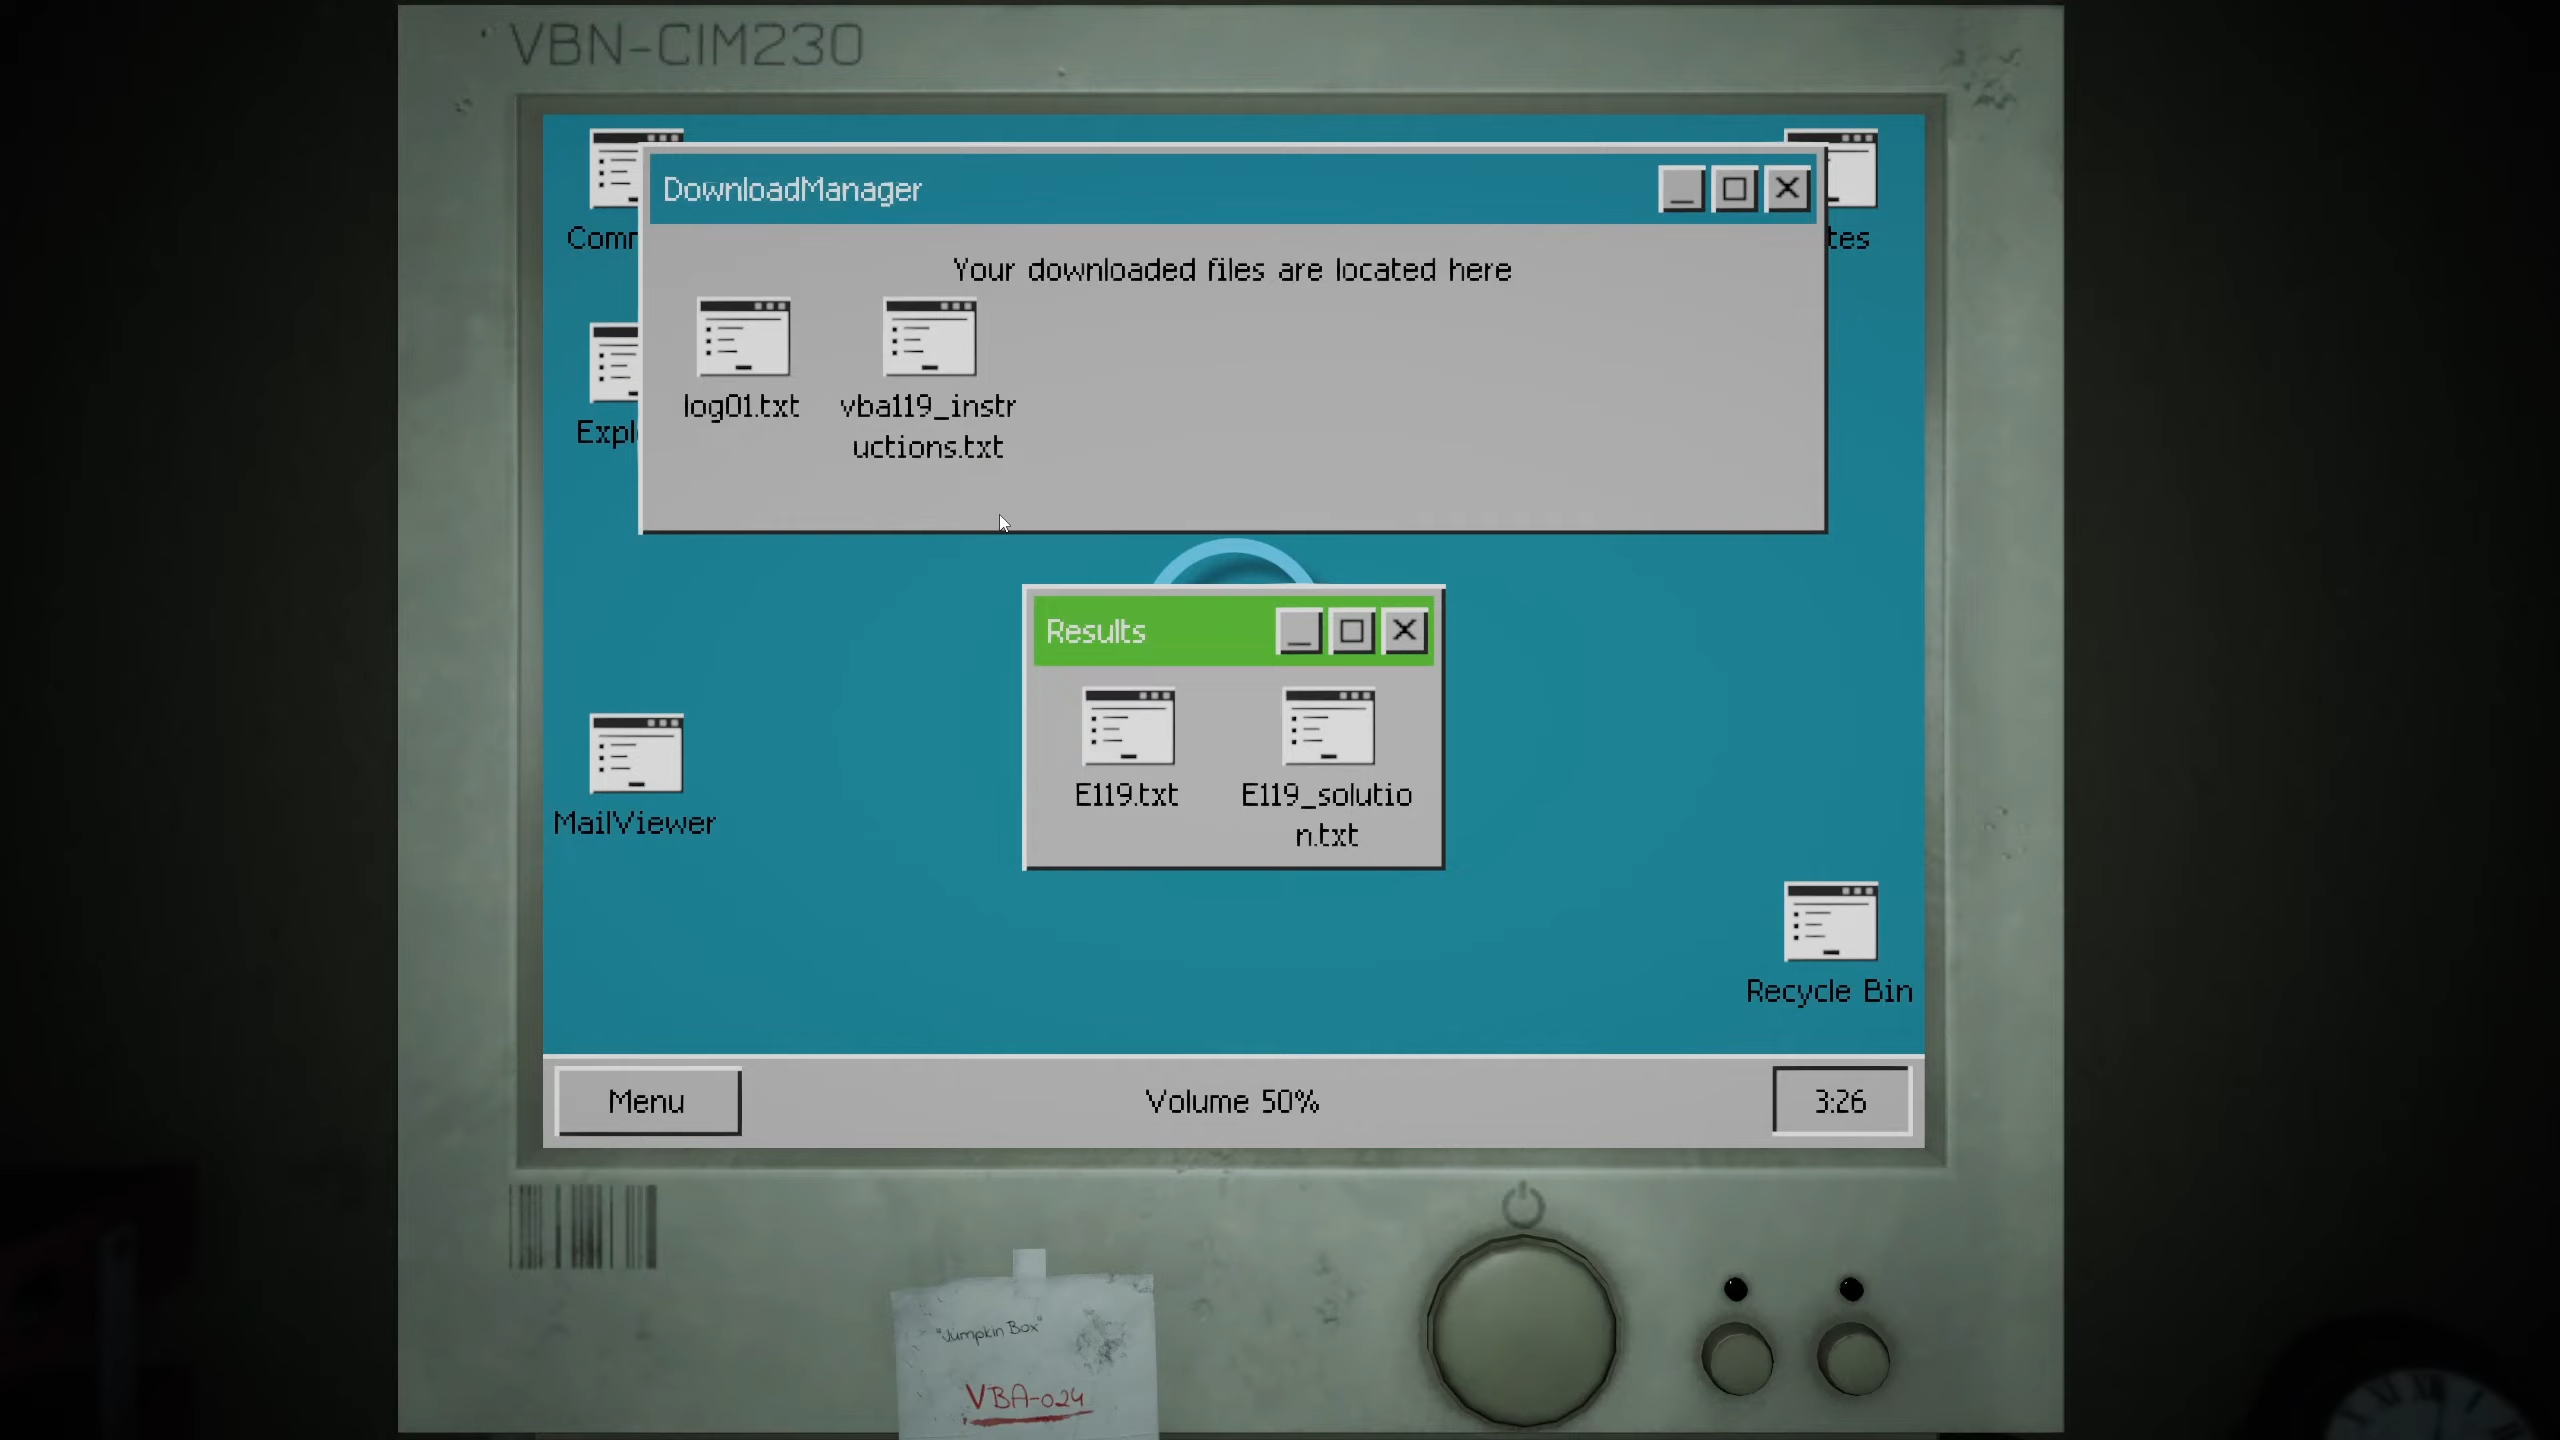 VBN-CIM230
DownloadManager
Your downloaded files are located here
log01.txt
vba119_instr
uctions.txt
Results
E119.txt
E119_solutio
n.txt
MailViewer
Recycle Bin
Menu
Volume 50%
3:26
"Jumpkin Box"
VBA-024